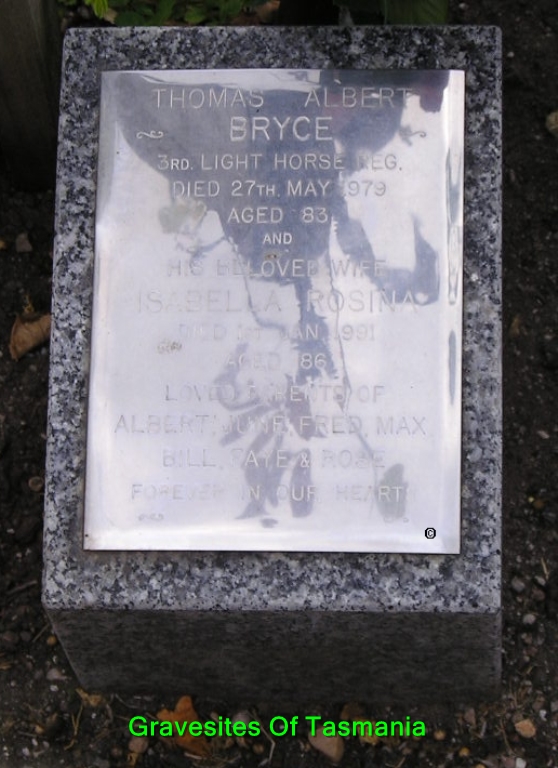 THOMAS ALBERT
BRYCE
3RD. LIGHT HORSE REG.
DIED 27TH. MAY 1979
AGED 83
AND
HIS BELOVED WIFE
ISABELLA ROSINA
DIED 1ST JAN 1991
AGED 86
LOVED PARENTS OF
ALBERT, JUNE, FRED, MAX,
BILL, FAYE & ROSE
FOREVER IN OUR HEARTS
©
Gravesites Of Tasmania